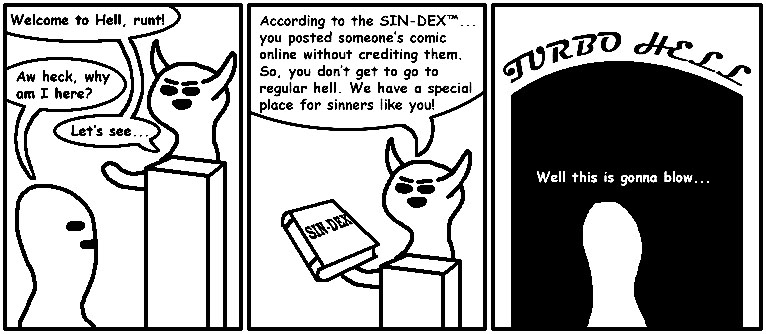 Welcome to Hell, runt!
Aw heck, why
am I here?
Let's see...
According to the SIN-DEX™...
you posted someone's comic
online without crediting them.
So, you don't get to go to
regular hell. We have a special
place for sinners like you!
SIN-DEX
TURBO HELL
Well this is gonna blow...